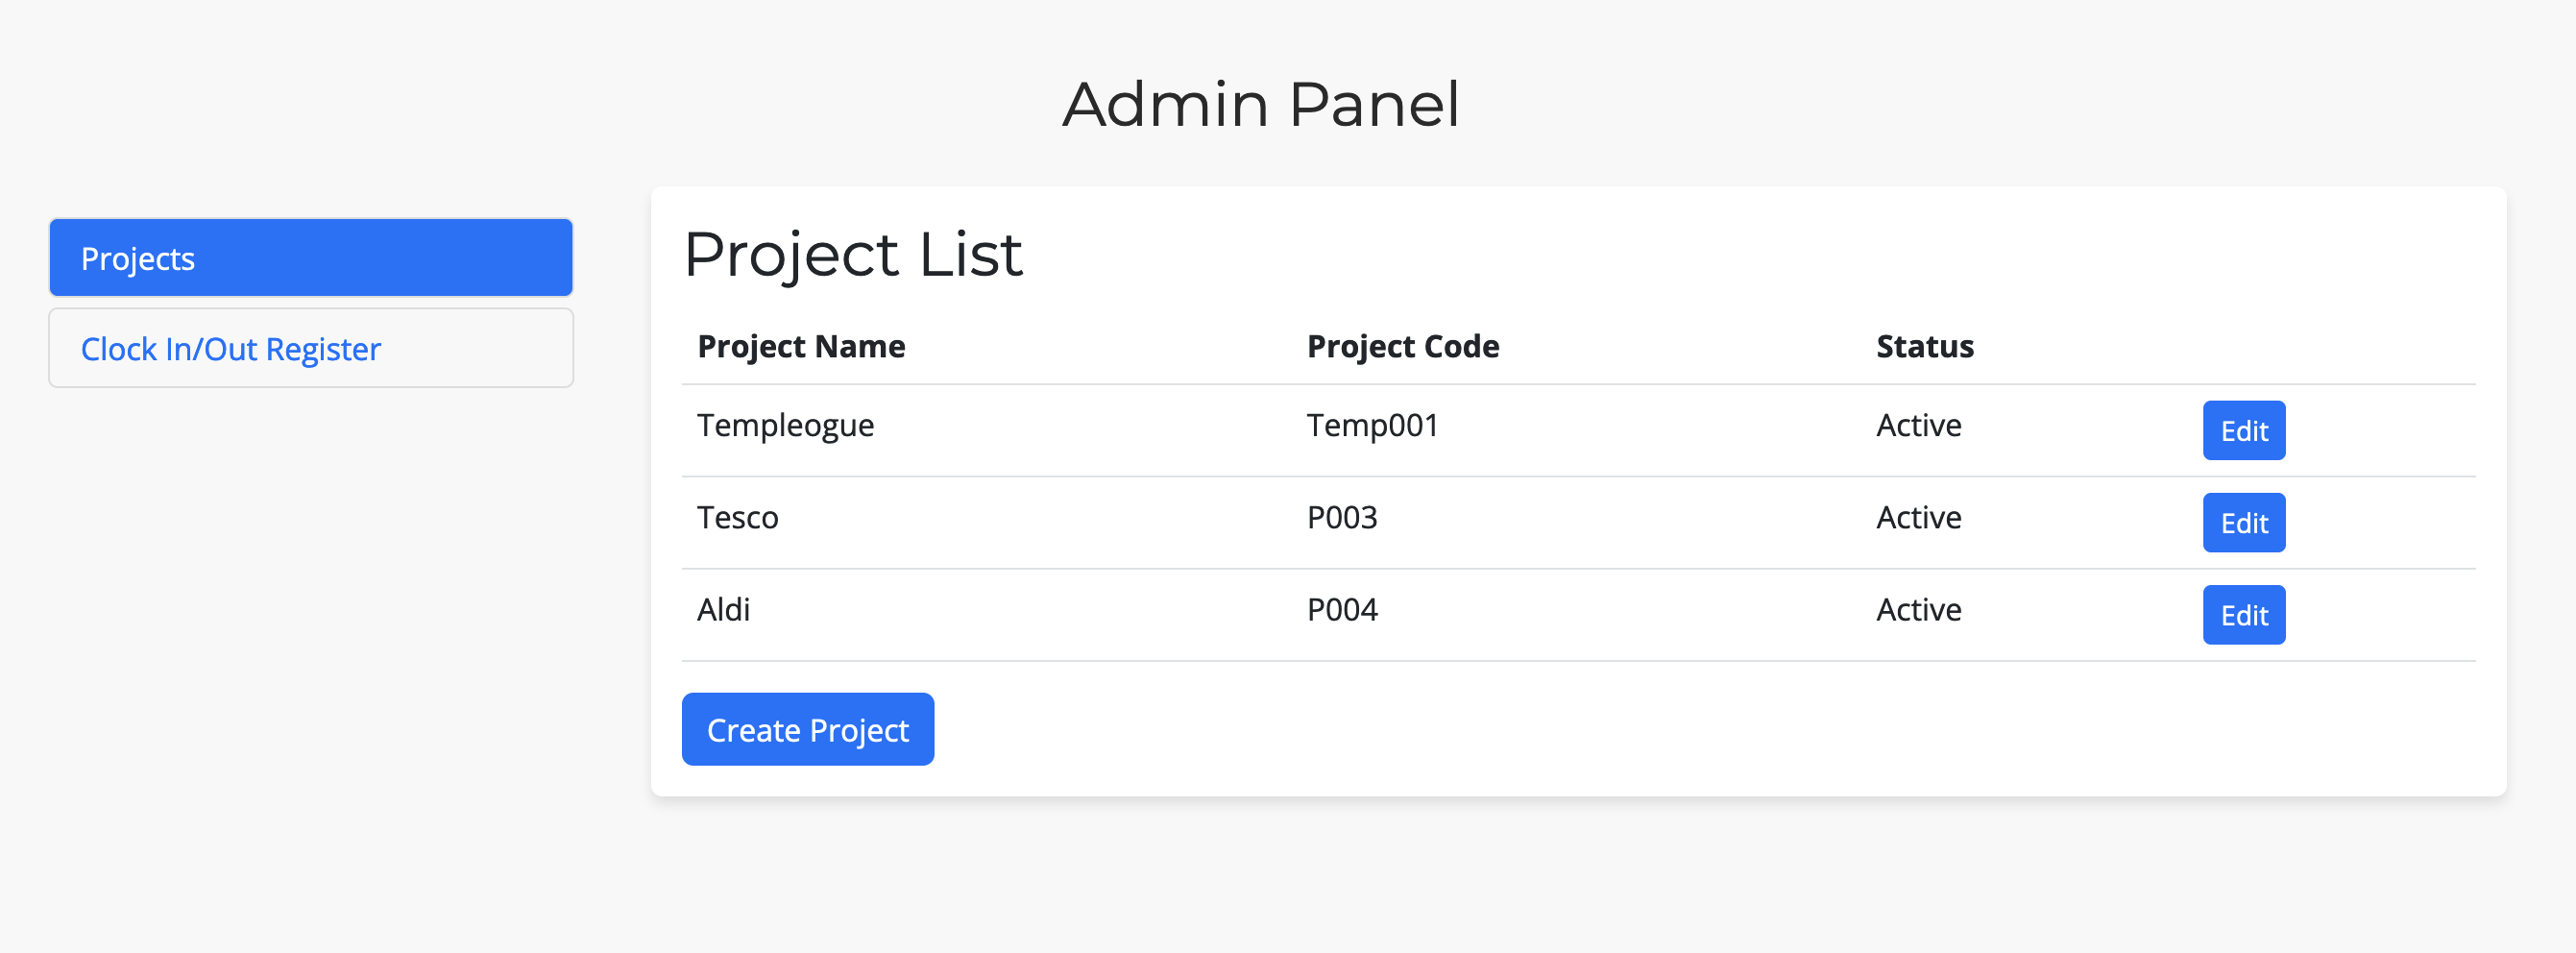 Admin Panel
Projects
Clock In/Out Register
Project List
Project Name Project Code Status
Templeogue Temp001 Active Edit
Tesco P003 Active Edit
Aldi P004 Active Edit
Create Project